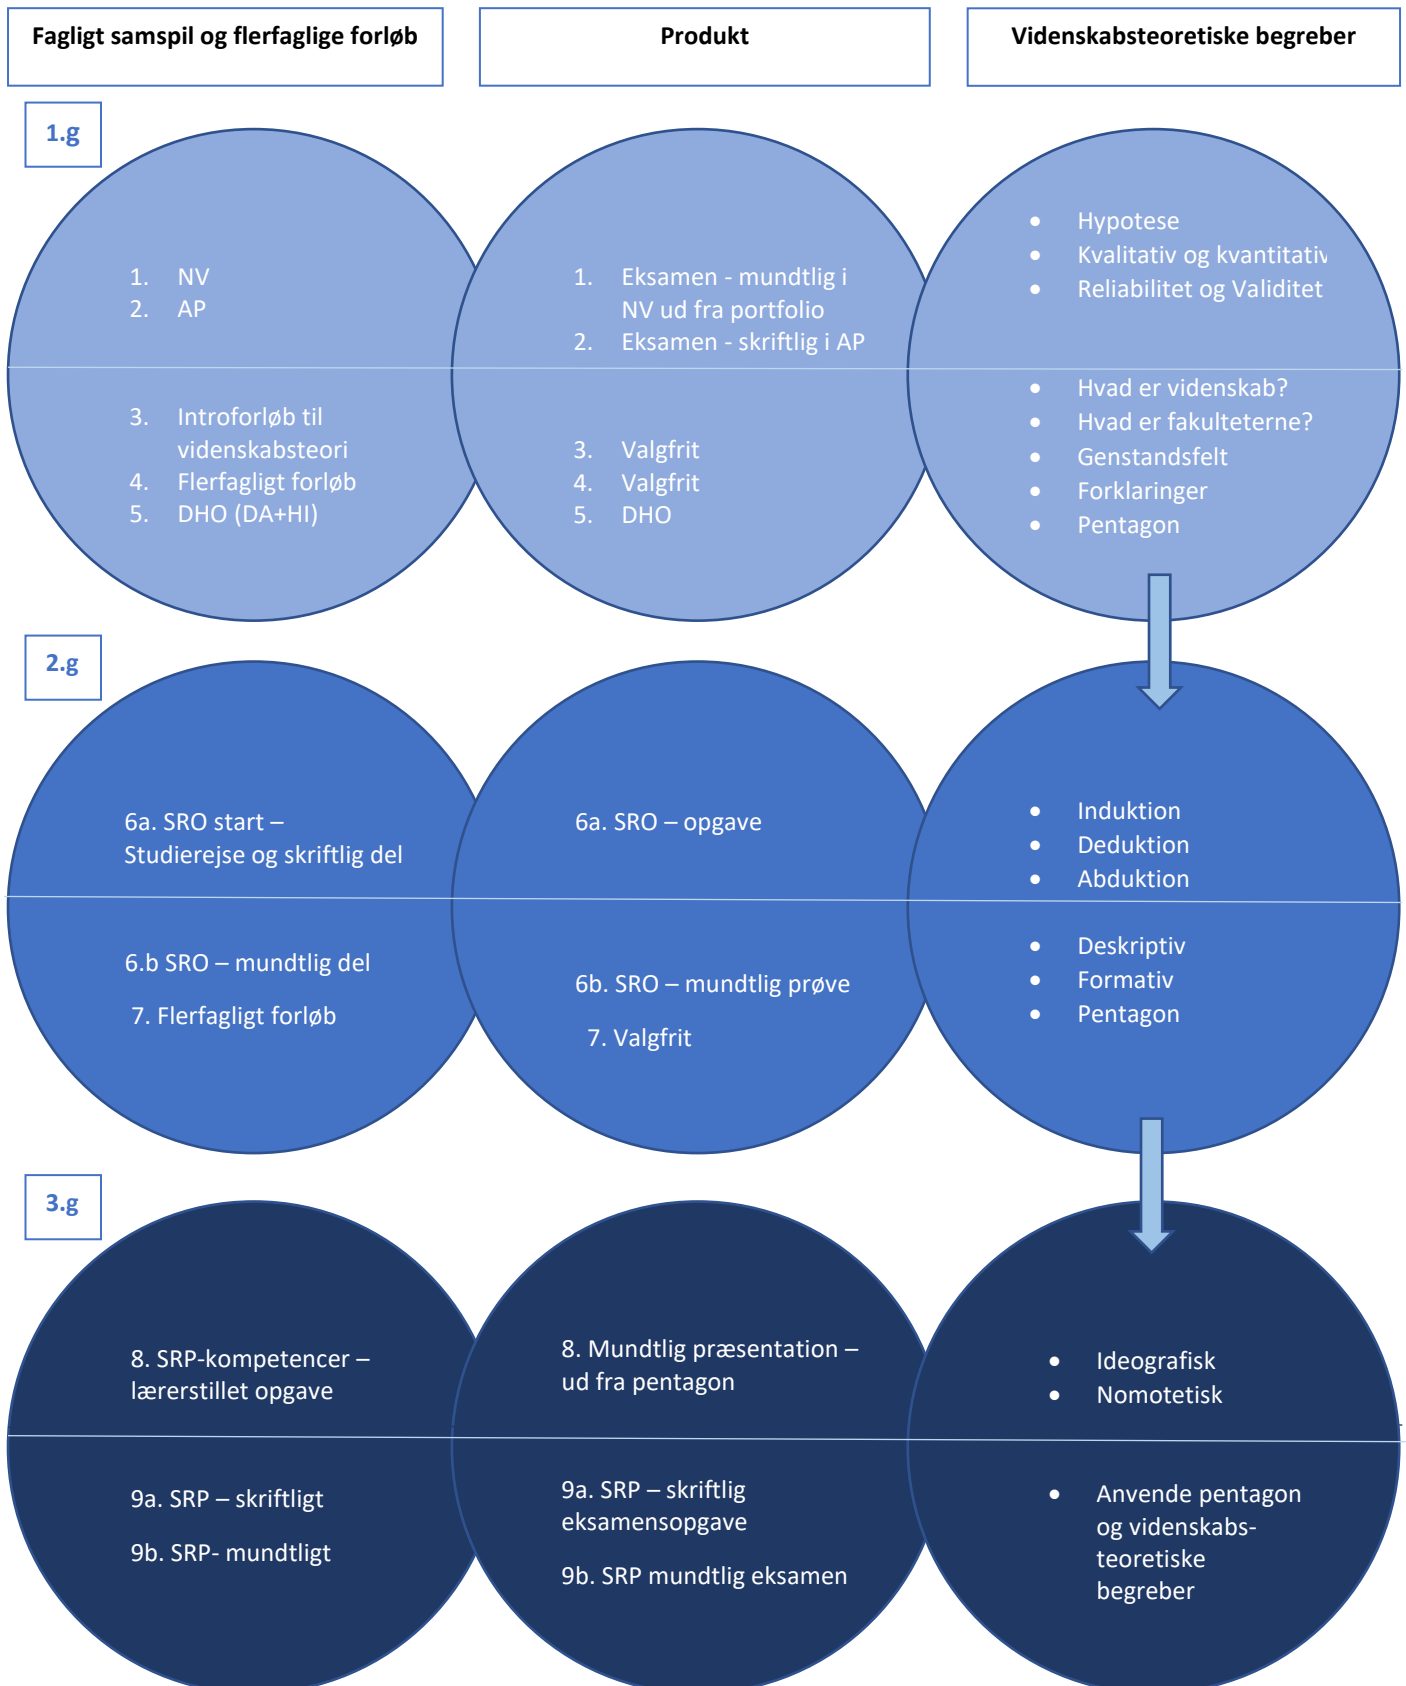 Fagligt samspil og flerfaglige forløb
Produkt
Videnskabsteoretiske begreber
1.g
1. NV
2. AP
3. Introforløb til
videnskabsteori
4. Flerfagligt forløb
5. DHO (DA+HI)
1. Eksamen - mundtlig i
NV ud fra portfolio
2. Eksamen - skriftlig i AP
3. Valgfrit
4. Valgfrit
5. DHO
• Hypotese
• Kvalitativ og kvantitativ
• Reliabilitet og Validitet
• Hvad er videnskab?
• Hvad er fakulteterne?
• Genstandsfelt
• Forklaringer
• Pentagon
2.g
6a. SRO start –
Studierejse og skriftlig del
6.b SRO – mundtlig del
7. Flerfagligt forløb
6a. SRO – opgave
6b. SRO – mundtlig prøve
7. Valgfrit
• Induktion
• Deduktion
• Abduktion
• Deskriptiv
• Formativ
• Pentagon
3.g
8. SRP-kompetencer –
lærerstillet opgave
9a. SRP – skriftligt
9b. SRP- mundtligt
8. Mundtlig præsentation –
ud fra pentagon
9a. SRP – skriftlig
eksamensopgave
9b. SRP mundtlig eksamen
• Ideografisk
• Nomotetisk
• Anvende pentagon
og videnskabs-
teoretiske
begreber